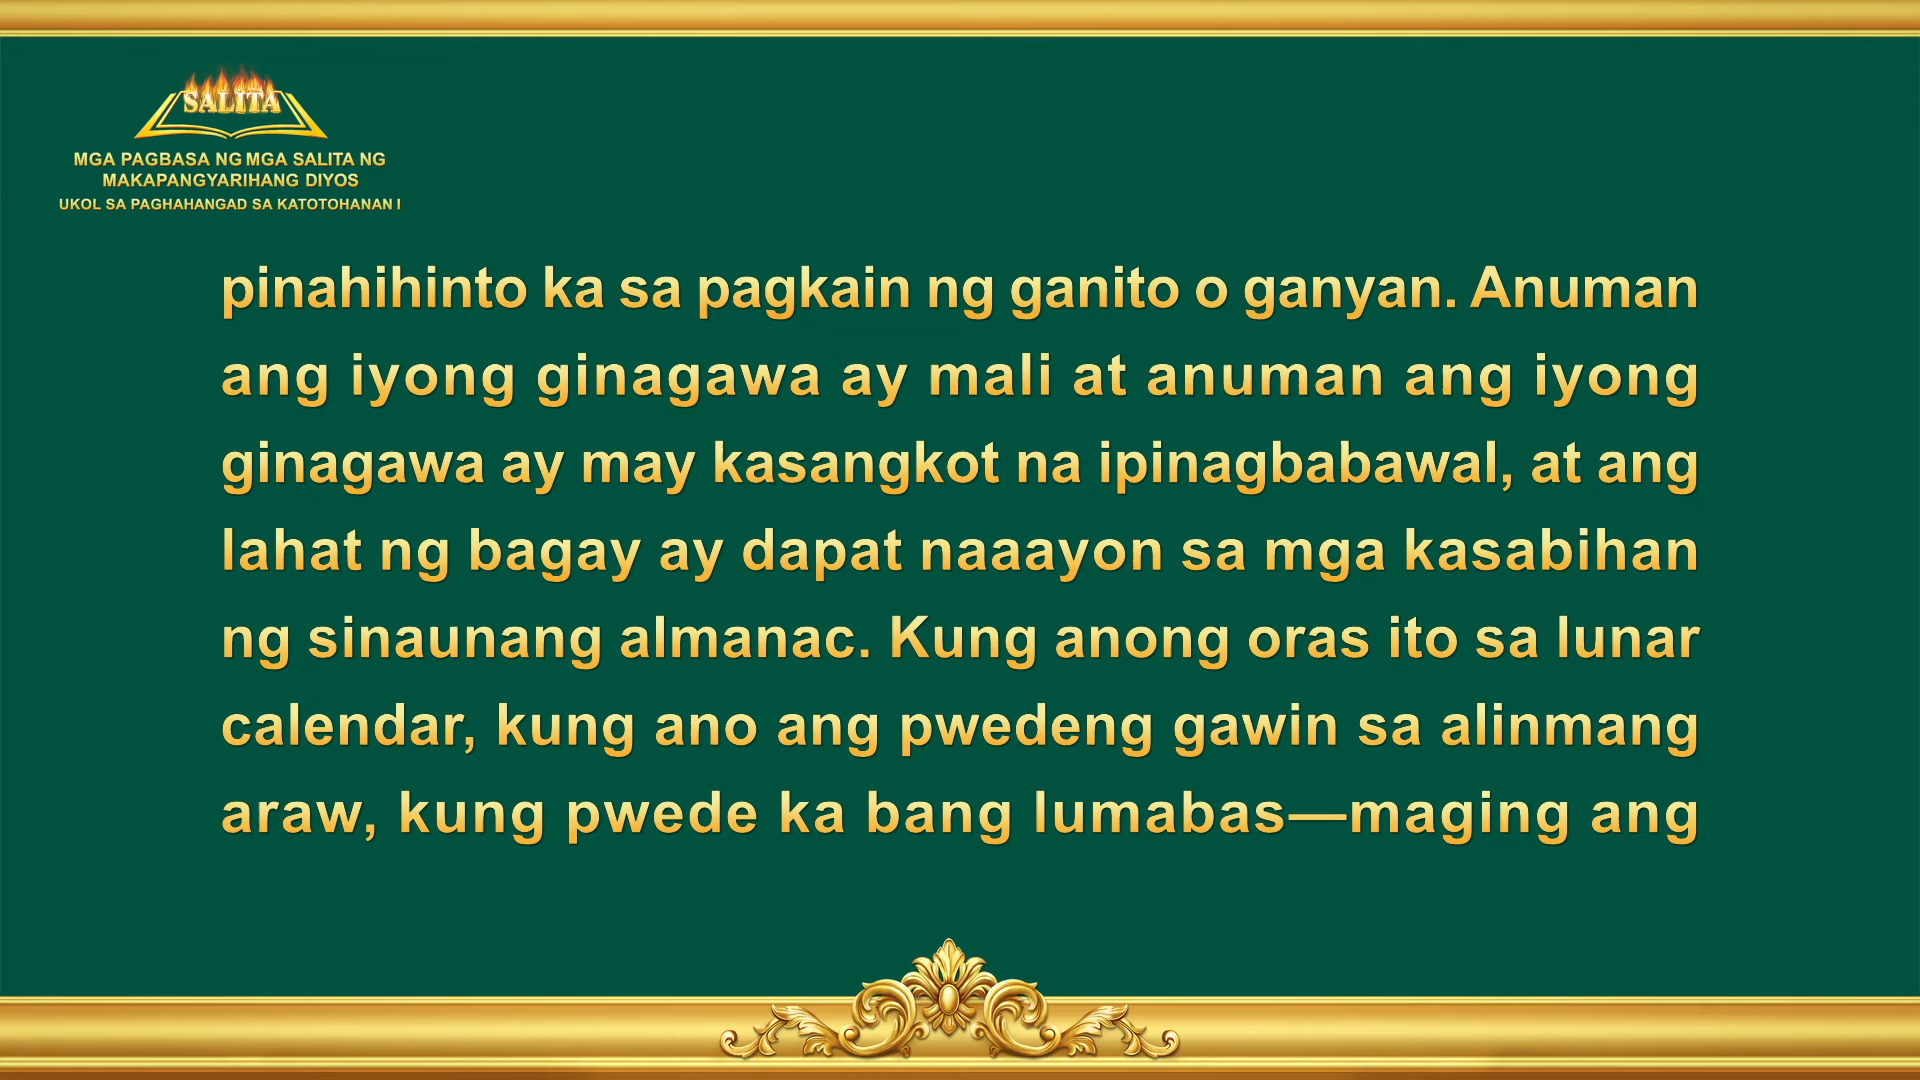 SALITA
MGA PAGBASA NG MGA SALITA NG
MAKAPANGYARIHANG DIYOS
UKOL SA PAGHAHANGAD SA KATOTOHANAN I
pinahihinto ka sa pagkain ng ganito o ganyan. Anuman
ang iyong ginagawa ay mali at anuman ang iyong
ginagawa ay may kasangkot na ipinagbabawal, at ang
lahat ng bagay ay dapat naaayon sa mga kasabihan
ng sinaunang almanac. Kung anong oras ito sa lunar
calendar, kung ano ang pwedeng gawin sa alinmang
araw, kung pwede ka bang lumabas—maging ang